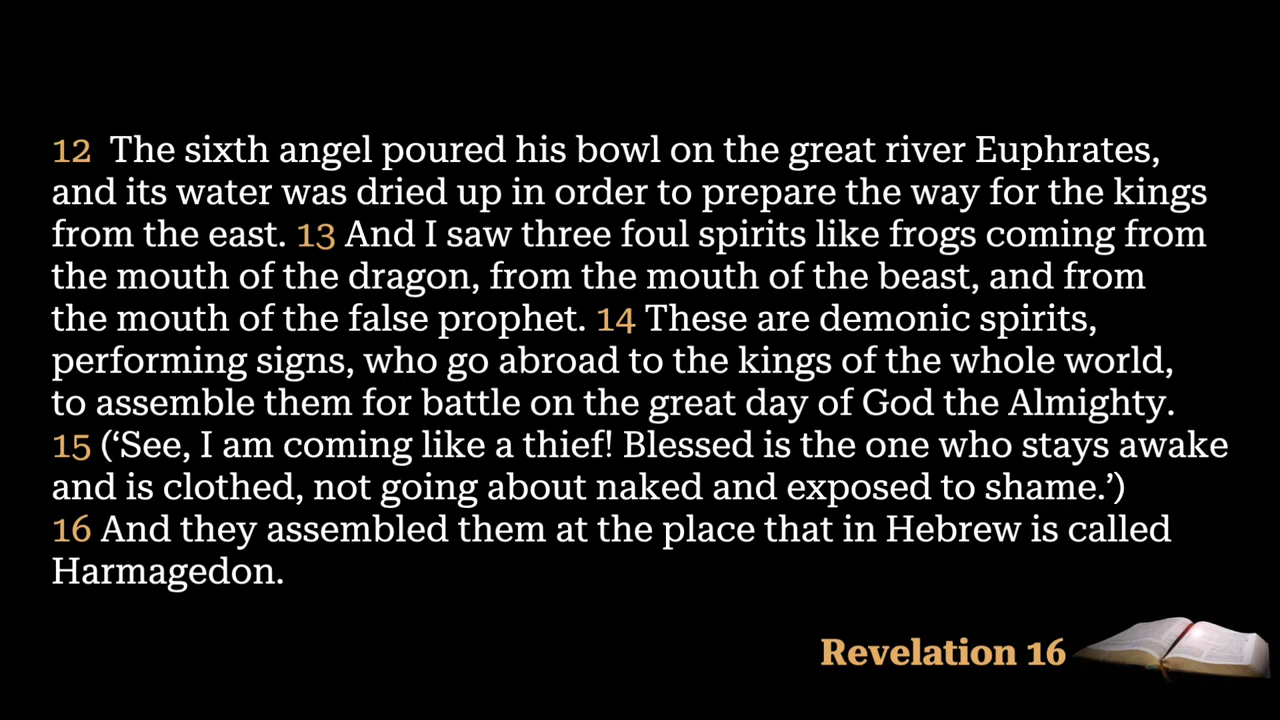 12 The sixth angel poured his bowl on the great river Euphrates,
and its water was dried up in order to prepare the way for the kings
from the east. 13 And I saw three foul spirits like frogs coming from
the mouth of the dragon, from the mouth of the beast, and from
the mouth of the false prophet. 14 These are demonic spirits,
performing signs, who go abroad to the kings of the whole world,
to assemble them for battle on the great day of God the Almighty.
15 (‘See, I am coming like a thief! Blessed is the one who stays awake
and is clothed, not going about naked and exposed to shame.’)
16 And they assembled them at the place that in Hebrew is called
Harmagedon.
Revelation 16